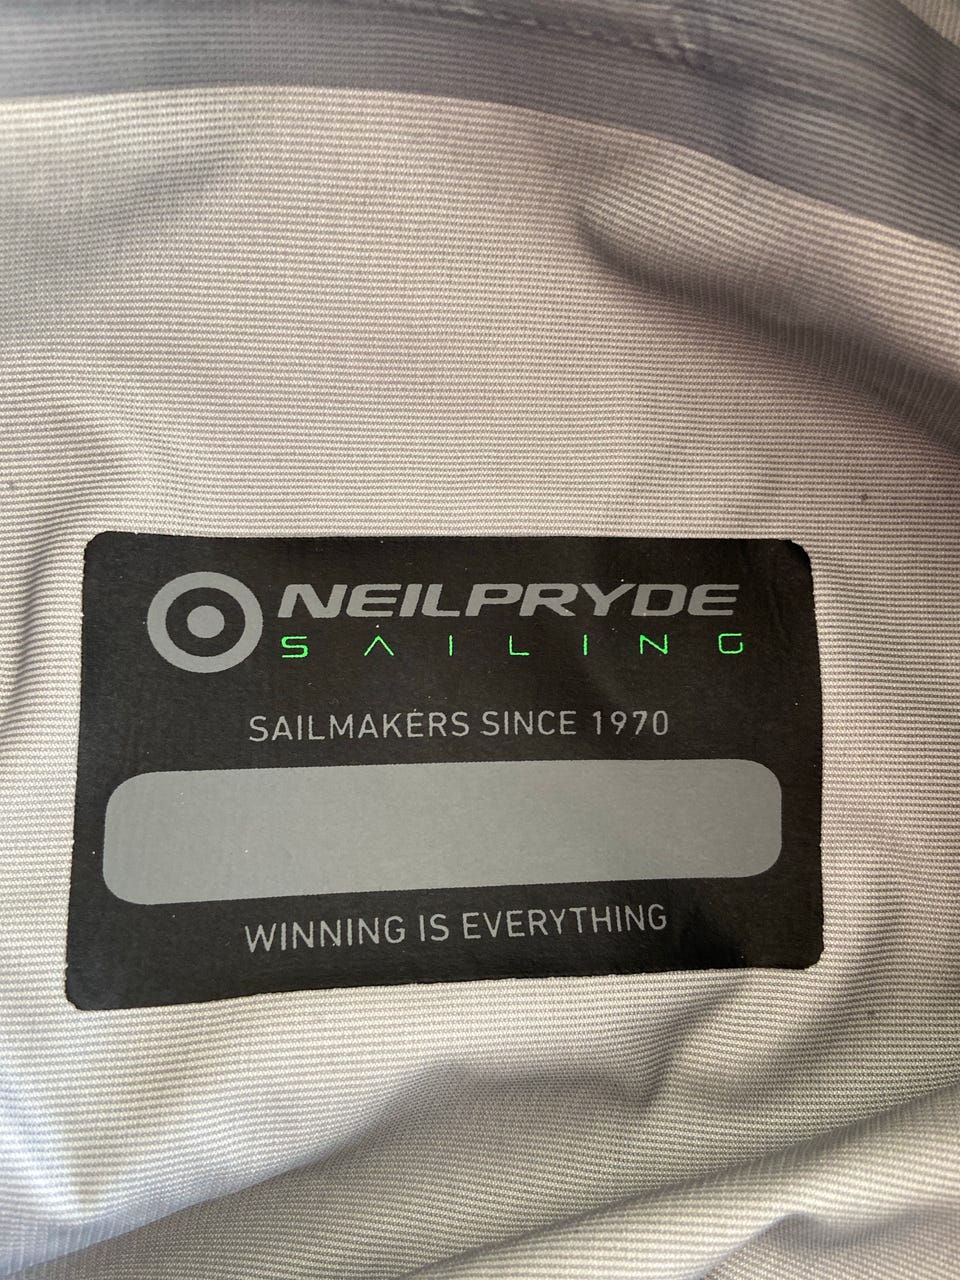 NEILPRYDE
SAILING
SAILMAKERS SINCE 1970
WINNING IS EVERYTHING